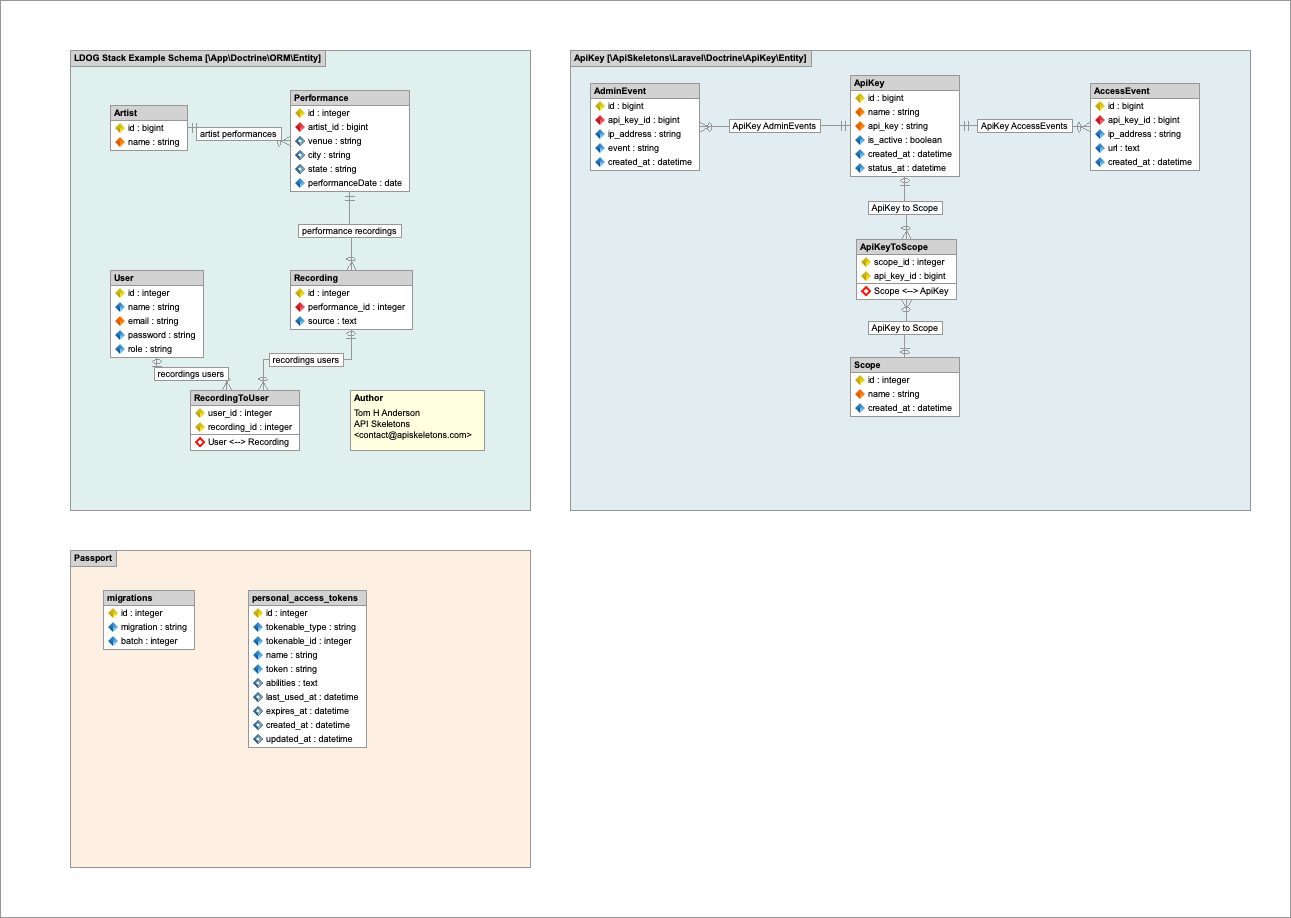 LDOG Stack Example Schema [\App\Doctrine\ORM\Entity]
Artist
id : bigint
name : string
artist performances
Performance
id : integer
artist_id : bigint
venue : string
city : string
state : string
performanceDate : date
performance recordings
User
id : integer
name : string
email : string
password : string
role : string
Recording
id : integer
performance_id : integer
source : text
recordings users
recordings users
RecordingToUser
user_id : integer
recording_id : integer
User <--> Recording
Author
Tom H Anderson
API Skeletons
<contact@apiskeletons.com>
ApiKey [\ApiSkeletons\Laravel\Doctrine\ApiKey\Entity]
AdminEvent
id : bigint
api_key_id : bigint
ip_address : string
event : string
created_at : datetime
ApiKey AdminEvents
ApiKey
id : bigint
name : string
api_key : string
is_active : boolean
created_at : datetime
status_at : datetime
ApiKey AccessEvents
AccessEvent
id : bigint
api_key_id : bigint
ip_address : string
url : text
created_at : datetime
ApiKey to Scope
ApiKeyToScope
scope_id : integer
api_key_id : bigint
Scope <--> ApiKey
ApiKey to Scope
Scope
id : integer
name : string
created_at : datetime
Passport
migrations
id : integer
migration : string
batch : integer
personal_access_tokens
id : integer
tokenable_type : string
tokenable_id : integer
name : string
token : string
abilities : text
last_used_at : datetime
expires_at : datetime
created_at : datetime
updated_at : datetime